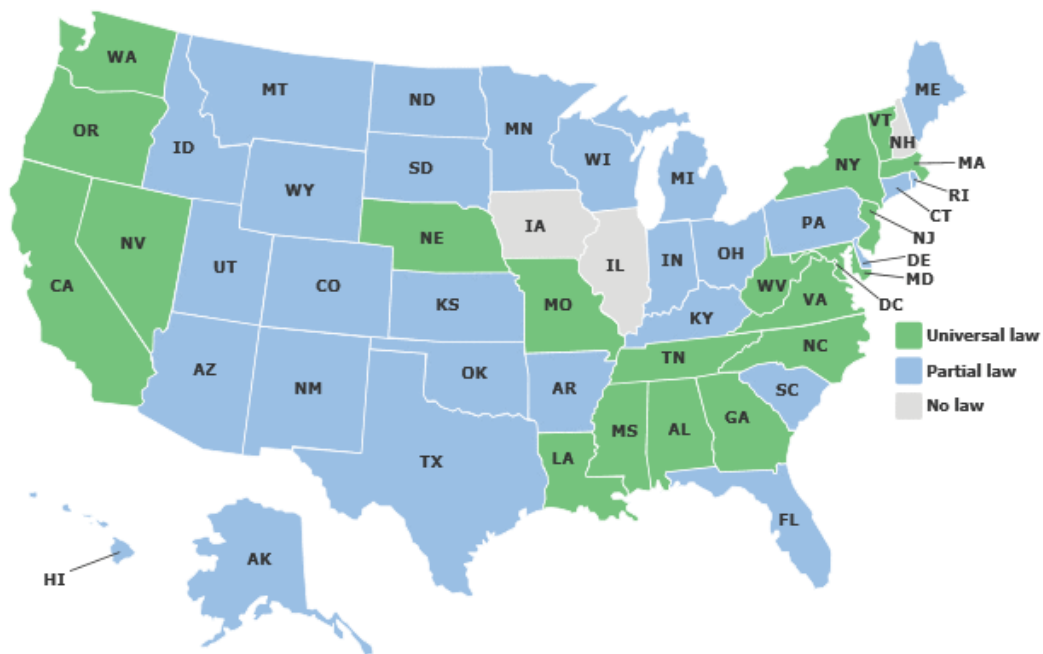 WA
MT
ND
MN
ME
OR
ID
SD
WI
MI
VT
NH
NY
MA
WY
RI
CT
NV
NE
IA
PA
NJ
CA
UT
CO
IL
IN
OH
DE
MD
KS
MO
WV
VA
DC
KY
Universal law
AZ
NM
OK
AR
TN
NC
Partial law
SC
No law
TX
LA
MS
AL
GA
FL
HI
AK